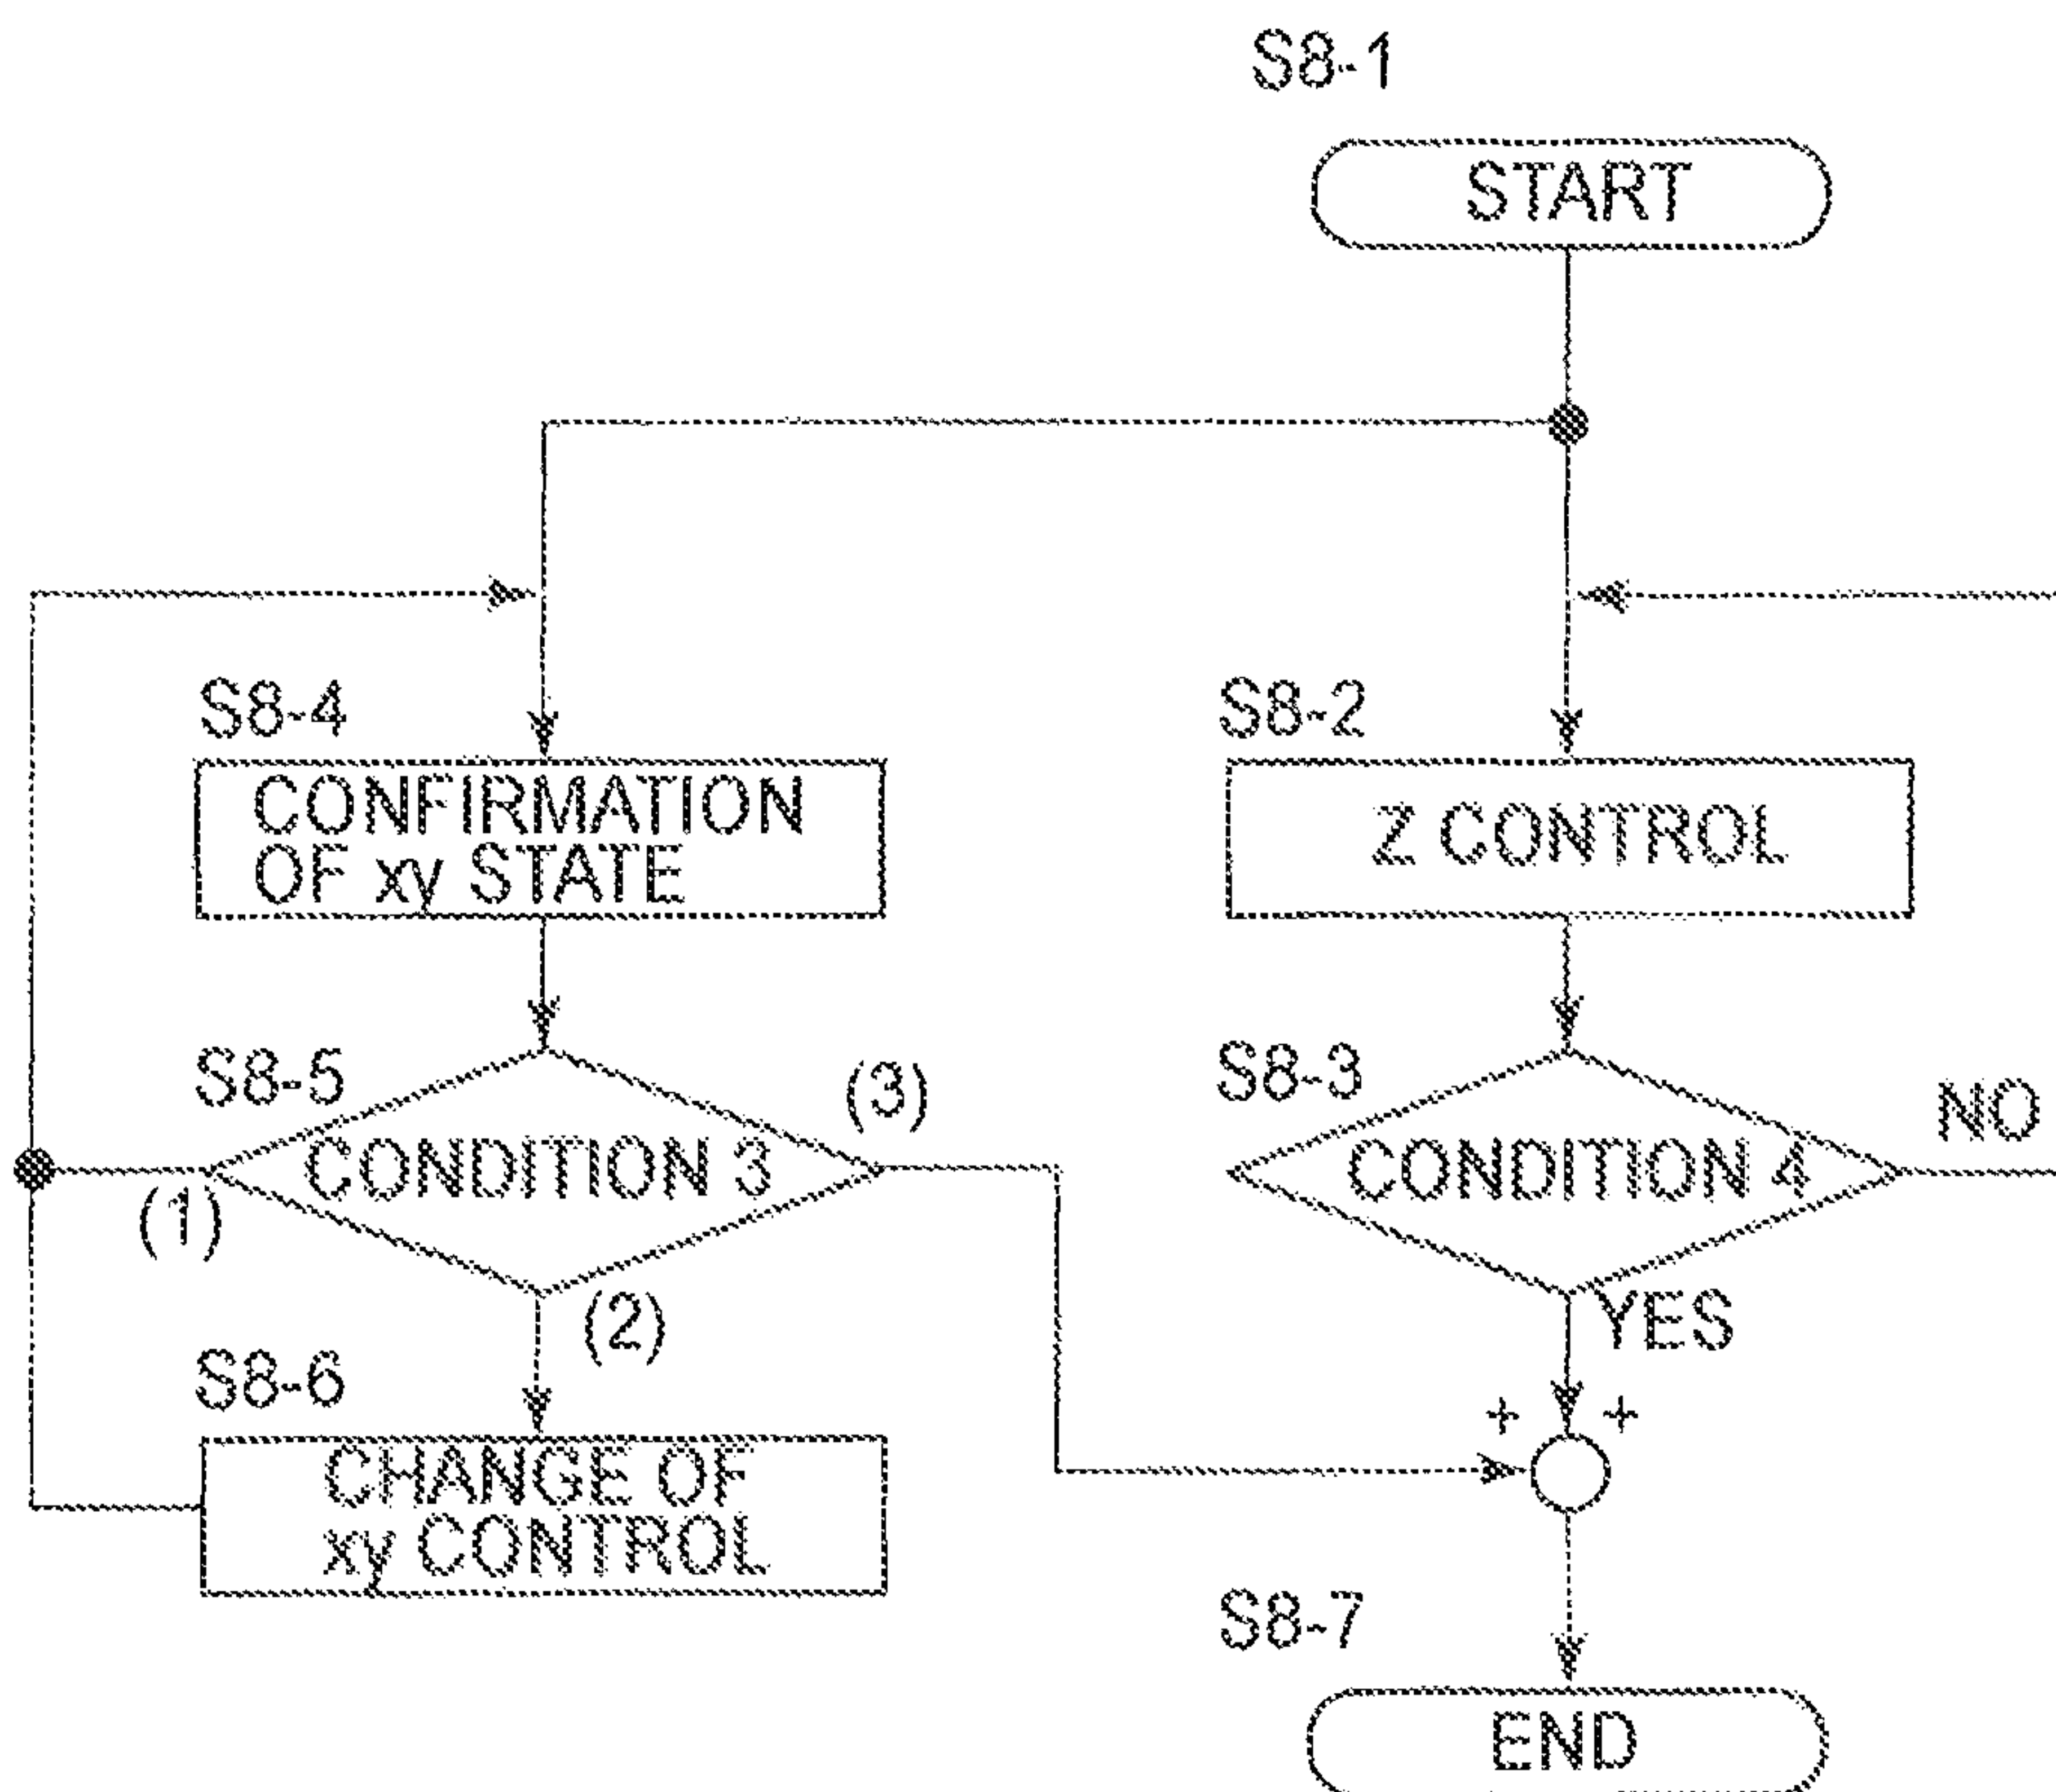 S8-1
START
S8-4
CONFIRMATION
OF xy STATE
S8-2
Z CONTROL
S8-5
CONDITION 3
(1)
(2)
(3)
S8-3
CONDITION 4
NO
YES
S8-6
CHANGE OF
xy CONTROL
+ +
S8-7
END